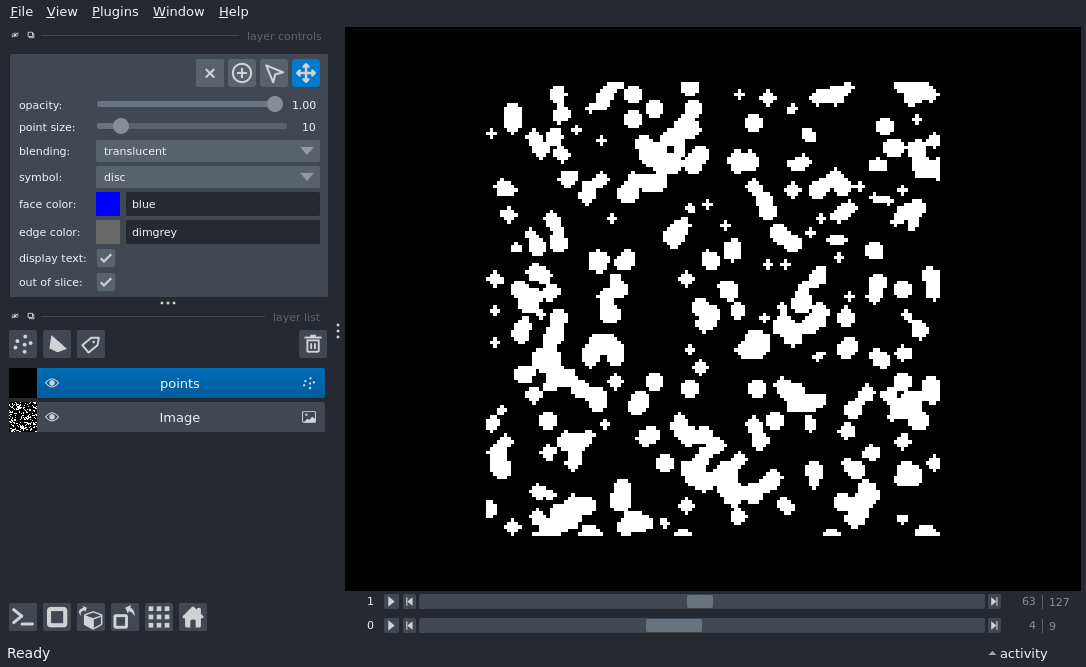 File View Plugins Window Help
layer controls
opacity: 1.00
point size: 10
blending: translucent
symbol: disc
face color: blue
edge color: dimgrey
display text:
out of slice:
layer list
points
Image
1 63 | 127
0 4 | 9
Ready activity